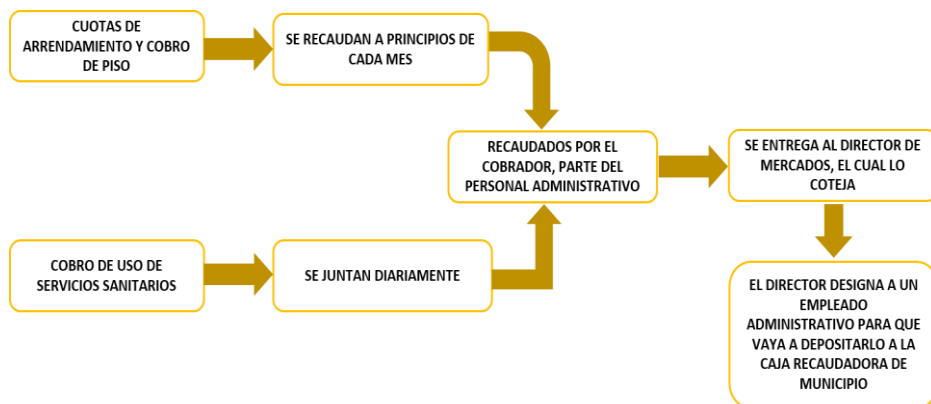 CUOTAS DE
ARRENDAMIENTO Y COBRO
DE PISO
SE RECAUDAN A PRINCIPIOS DE
CADA MES
RECAUDADOS POR EL
COBRADOR, PARTE DEL
PERSONAL ADMINISTRATIVO
SE ENTREGA AL DIRECTOR DE
MERCADOS, EL CUAL LO
COTEJA
COBRO DE USO DE
SERVICIOS SANITARIOS
SE JUNTAN DIARIAMENTE
EL DIRECTOR DESIGNA A UN
EMPLEADO
ADMINISTRATIVO PARA QUE
VAYA A DEPOSITARLO A LA
CAJA RECAUDADORA DE
MUNICIPIO